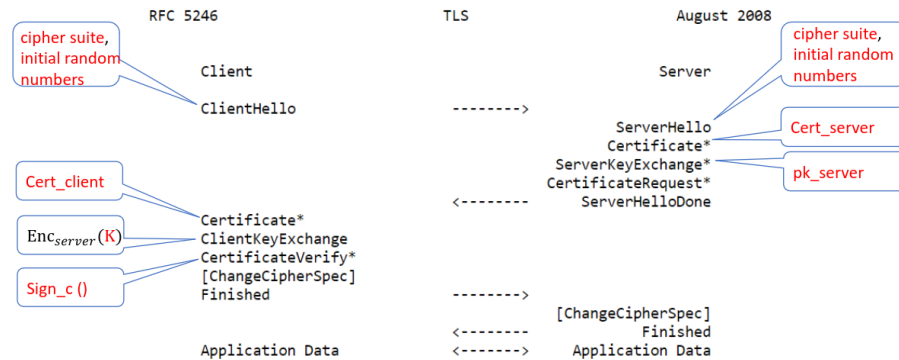 RFC 5246 TLS August 2008
cipher suite,
initial random
numbers
cipher suite,
initial random
numbers
Client Server
ClientHello -------->
ServerHello
Certificate*
Cert_server
ServerKeyExchange*
pk_server
CertificateRequest*
<-------- ServerHelloDone
Cert_client
Certificate*
Enc_server(K)
ClientKeyExchange
CertificateVerify*
Sign_c ()
[ChangeCipherSpec]
Finished -------->
[ChangeCipherSpec]
<-------- Finished
Application Data <-------> Application Data